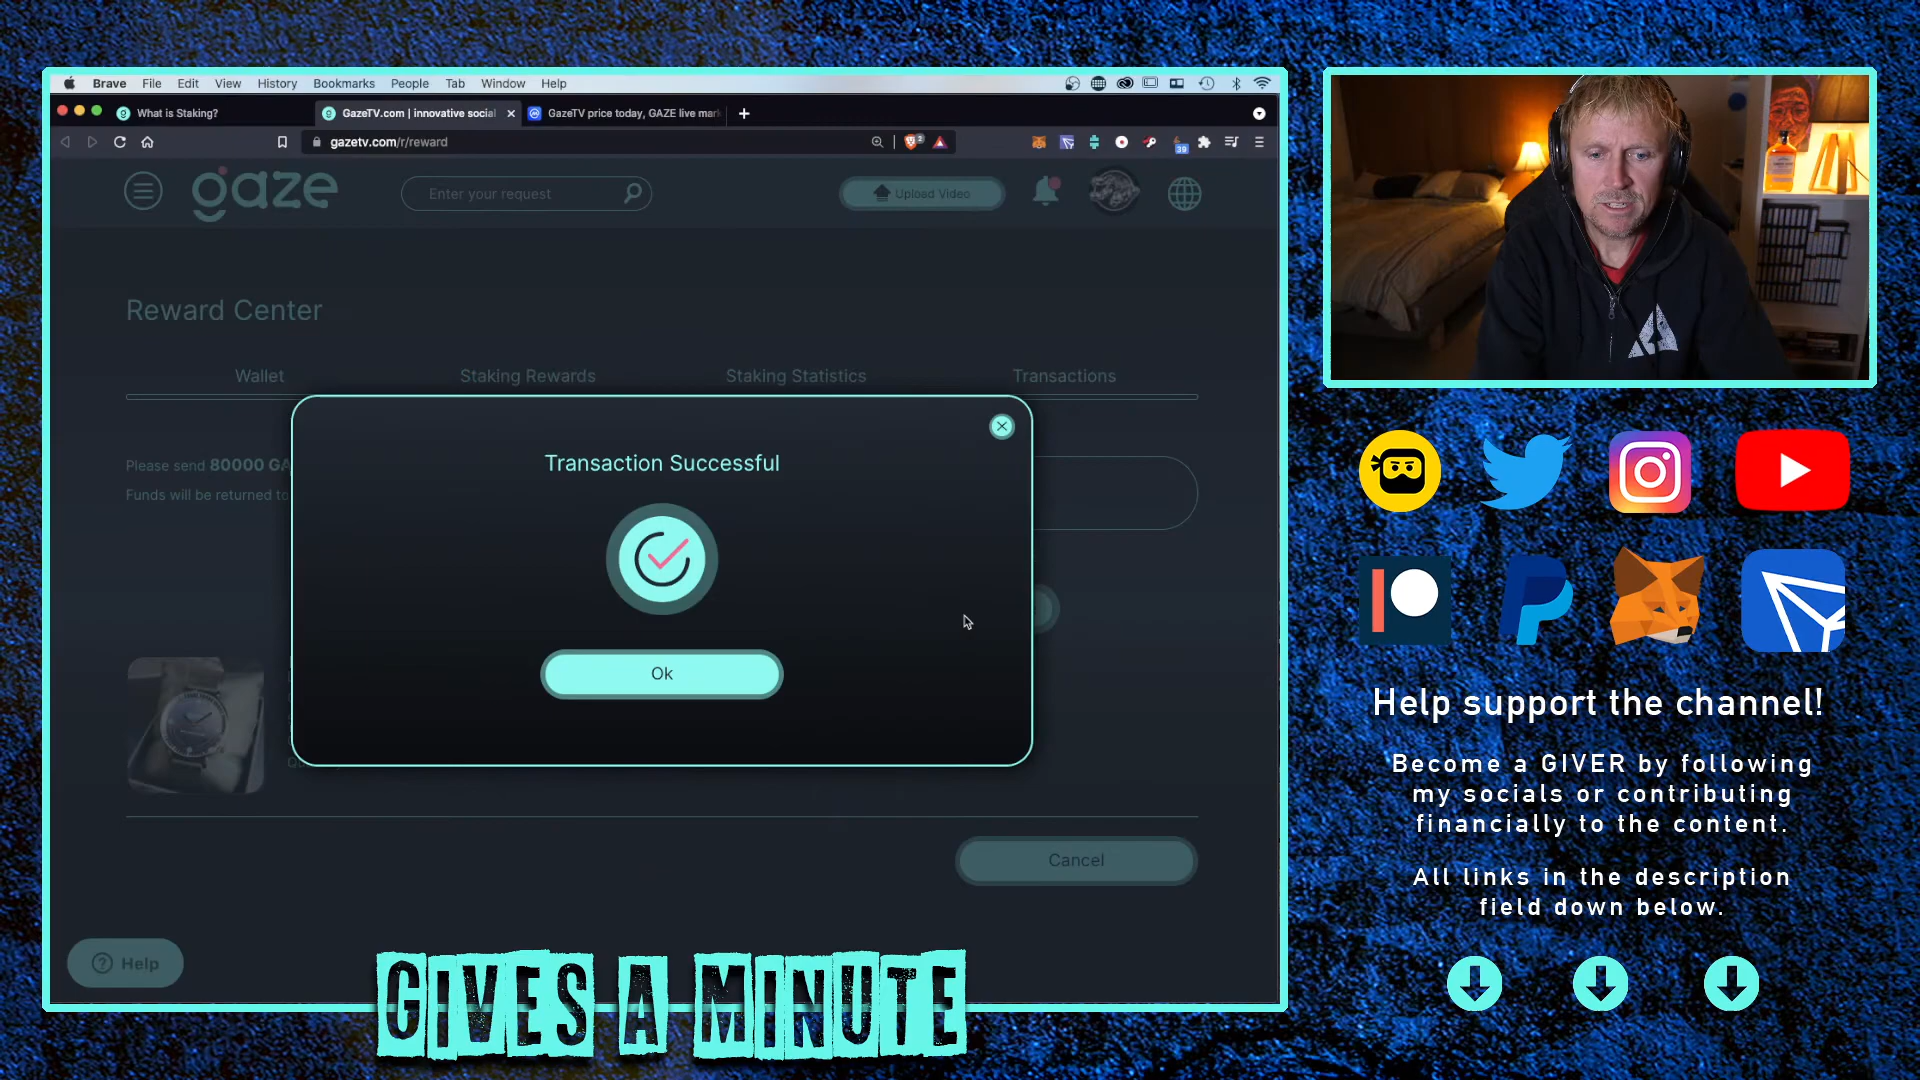 Brave File Edit View History Bookmarks People Tab Window Help
What is Staking?
GazeTV.com | innovative social
GazeTV price today, GAZE live mark
gazetv.com/r/reward
39
gaze
Enter your request
Upload Video
Reward Center
Wallet
Staking Rewards
Staking Statistics
Transactions
Please send 80000 GA
Funds will be returned to
Transaction Successful
Ok
Cancel
? Help
GIVES A MINUTE
Help support the channel!
Become a GIVER by following
my socials or contributing
financially to the content.
All links in the description
field down below.